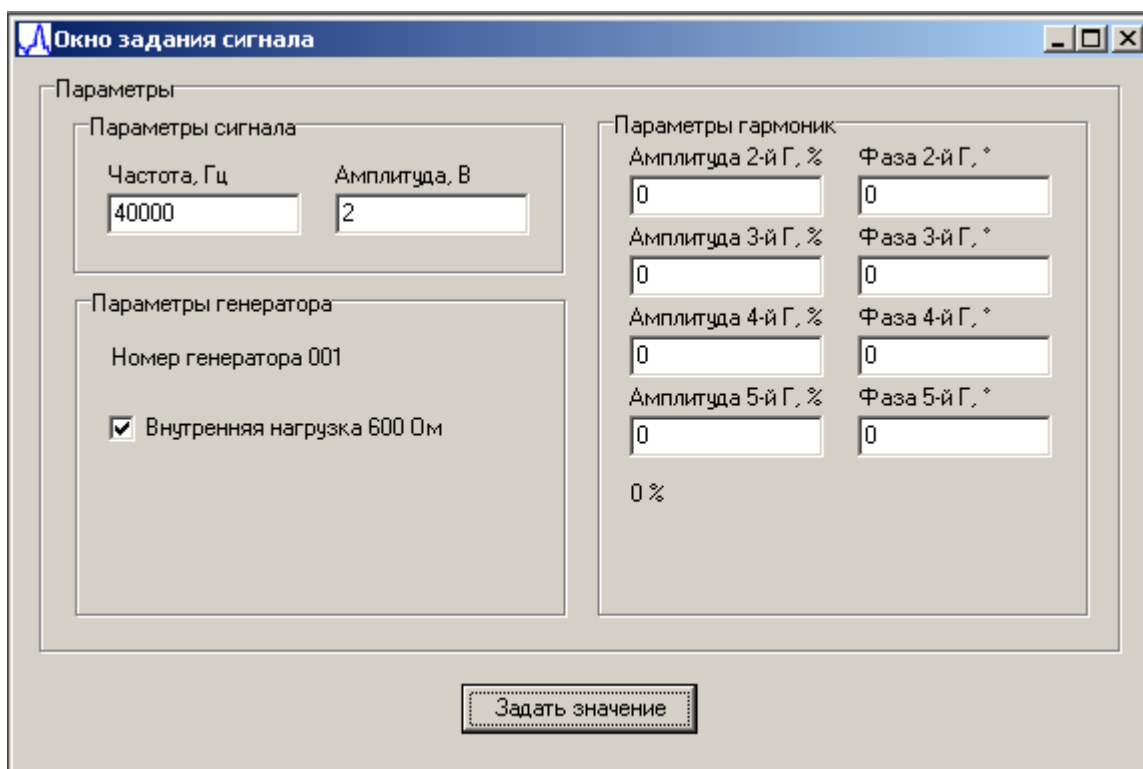 Окно задания сигнала
Параметры
Параметры сигнала
Частота, Гц
Амплитуда, В
40000
2
Параметры генератора
Номер генератора 001
Внутренняя нагрузка 600 Ом
Параметры гармоник
Амплитуда 2-й Г, %
Фаза 2-й Г, °
0
0
Амплитуда 3-й Г, %
Фаза 3-й Г, °
0
0
Амплитуда 4-й Г, %
Фаза 4-й Г, °
0
0
Амплитуда 5-й Г, %
Фаза 5-й Г, °
0
0
0 %
Задать значение